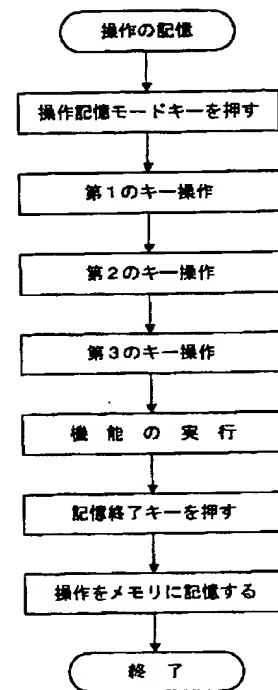 操作の記憶
操作記憶モードキーを押す
第1のキー操作
第2のキー操作
第3のキー操作
機能の実行
記憶終了キーを押す
操作をメモリに記憶する
終了